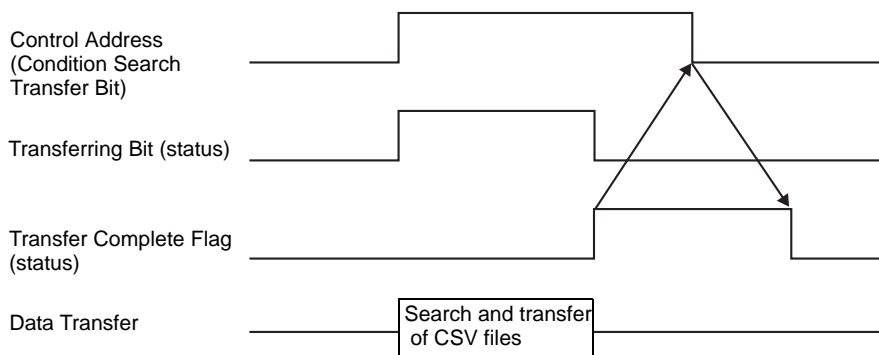 Control Address
(Condition Search
Transfer Bit)
Transferring Bit (status)
Transfer Complete Flag
(status)
Data Transfer
Search and transfer
of CSV files